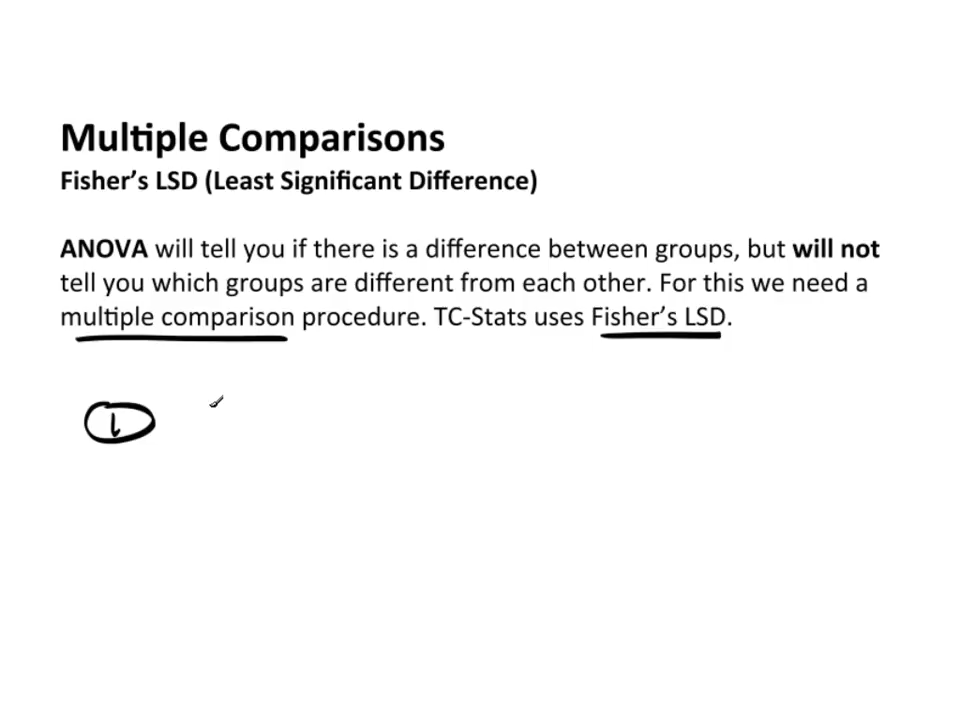 Multiple Comparisons
Fisher’s LSD (Least Significant Difference)
ANOVA will tell you if there is a difference between groups, but will not
tell you which groups are different from each other. For this we need a
multiple comparison procedure. TC-Stats uses Fisher’s LSD.
1